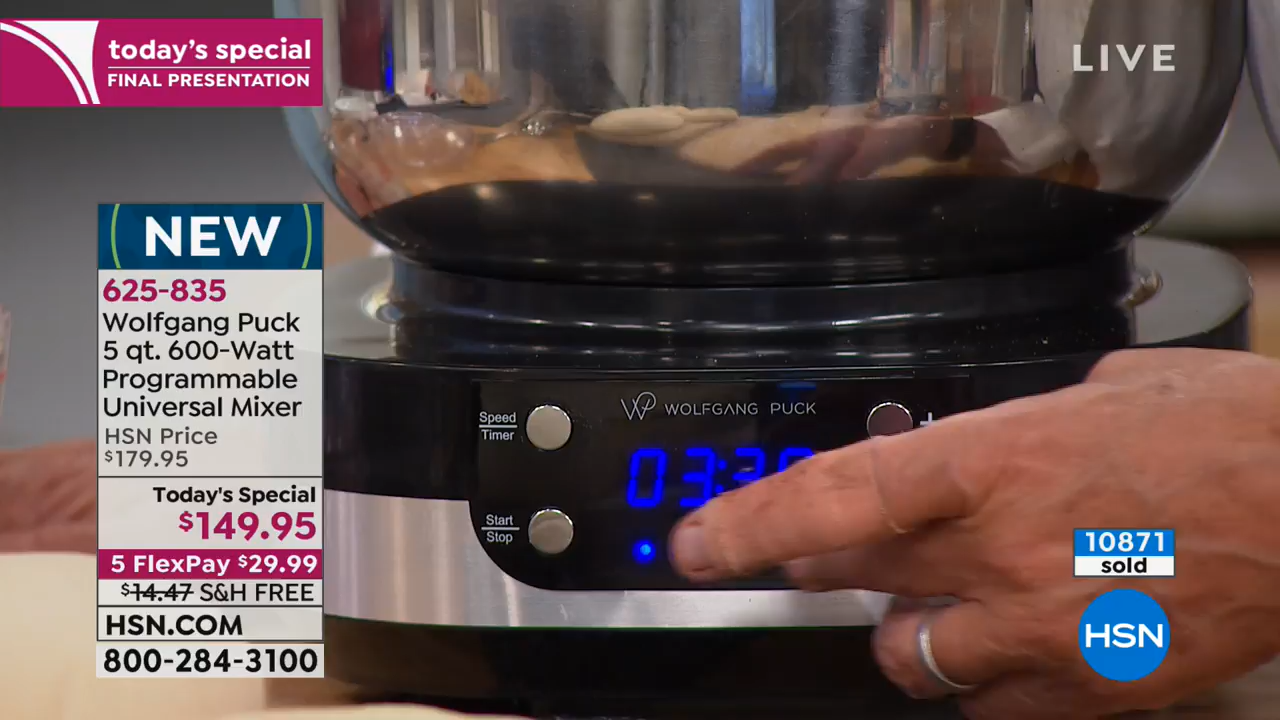 today's special
FINAL PRESENTATION
LIVE
NEW
625-835
Wolfgang Puck
5 qt. 600-Watt
Programmable
Universal Mixer
HSN Price
$179.95
Today's Special
$149.95
5 FlexPay $29.99
$14.47 S&H FREE
HSN.COM
800-284-3100
Speed
Timer
WP WOLFGANG PUCK
+
Start
Stop
10871
sold
HSN